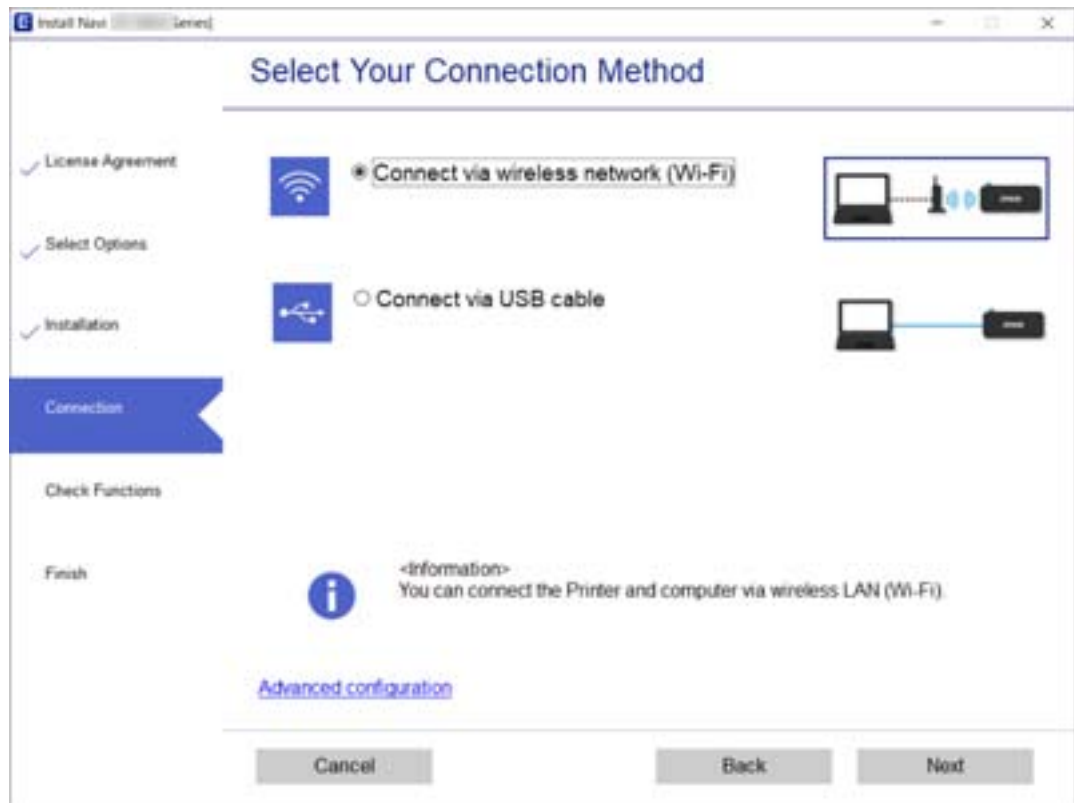 Install Navi Series]
Select Your Connection Method
License Agreement
Select Options
Installation
Connection
Check Functions
Finish
Connect via wireless network (Wi-Fi)
Connect via USB cable
<Information>
You can connect the Printer and computer via wireless LAN (Wi-Fi).
Advanced configuration
Cancel
Back
Next